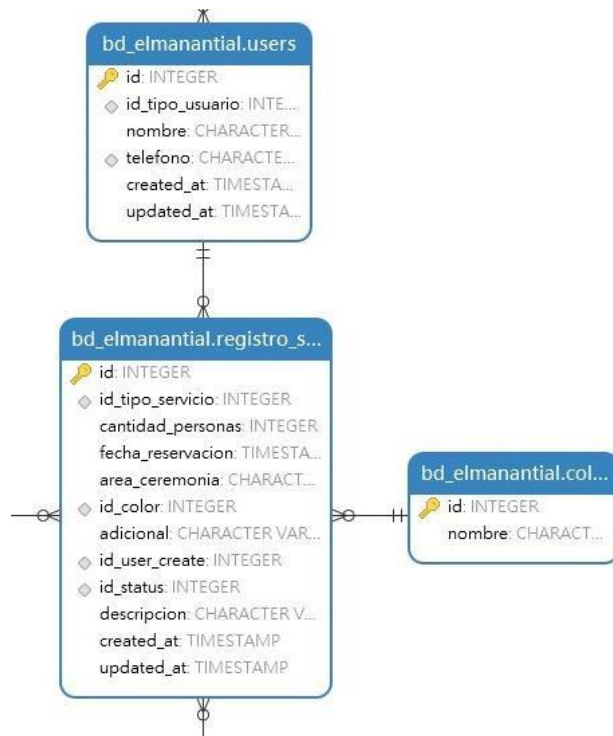 bd_elmanantial.users
id: INTEGER
id_tipo_usuario: INTE...
nombre: CHARACTER...
telefono: CHARACTE...
created_at: TIMESTA...
updated_at: TIMESTA...
bd_elmanantial.registro_s...
id: INTEGER
id_tipo_servicio: INTEGER
cantidad_personas: INTEGER
fecha_reservacion: TIMESTA...
area_ceremonia: CHARACT...
id_color: INTEGER
adicional: CHARACTER VAR...
id_user_create: INTEGER
id_status: INTEGER
descripcion: CHARACTER V...
created_at: TIMESTAMP
updated_at: TIMESTAMP
bd_elmanantial.col...
id: INTEGER
nombre: CHARACT...